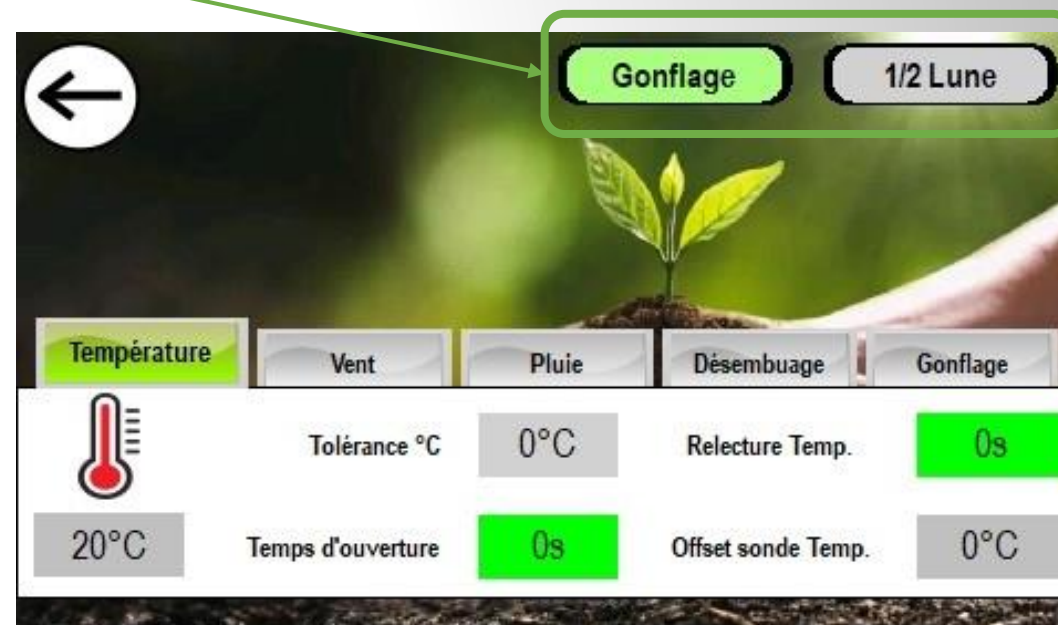 Gonflage 1/2 Lune
Température Vent Pluie Désembuage Gonflage
Tolérance °C 0°C Relecture Temp. 0s
20°C Temps d'ouverture 0s Offset sonde Temp. 0°C